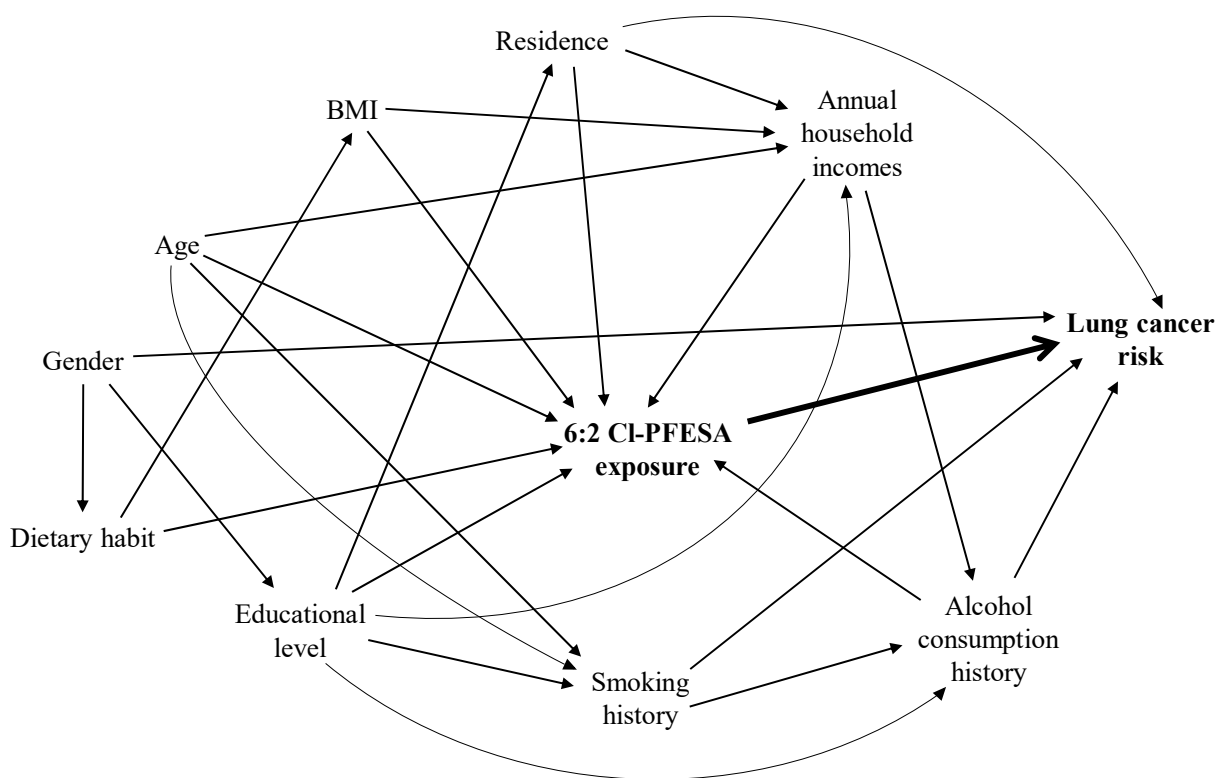 Residence
BMI
Annual
household
incomes
Age
Lung cancer
risk
Gender
6:2 Cl-PFESA
exposure
Dietary habit
Educational
level
Alcohol
consumption
history
Smoking
history